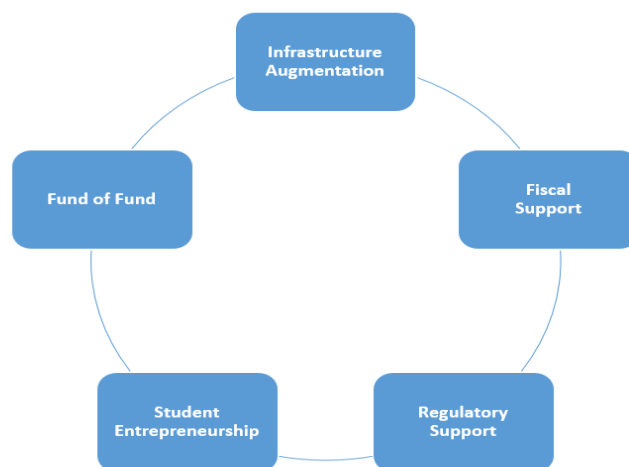 Infrastructure
Augmentation
Fund of Fund
Fiscal
Support
Student
Entrepreneurship
Regulatory
Support